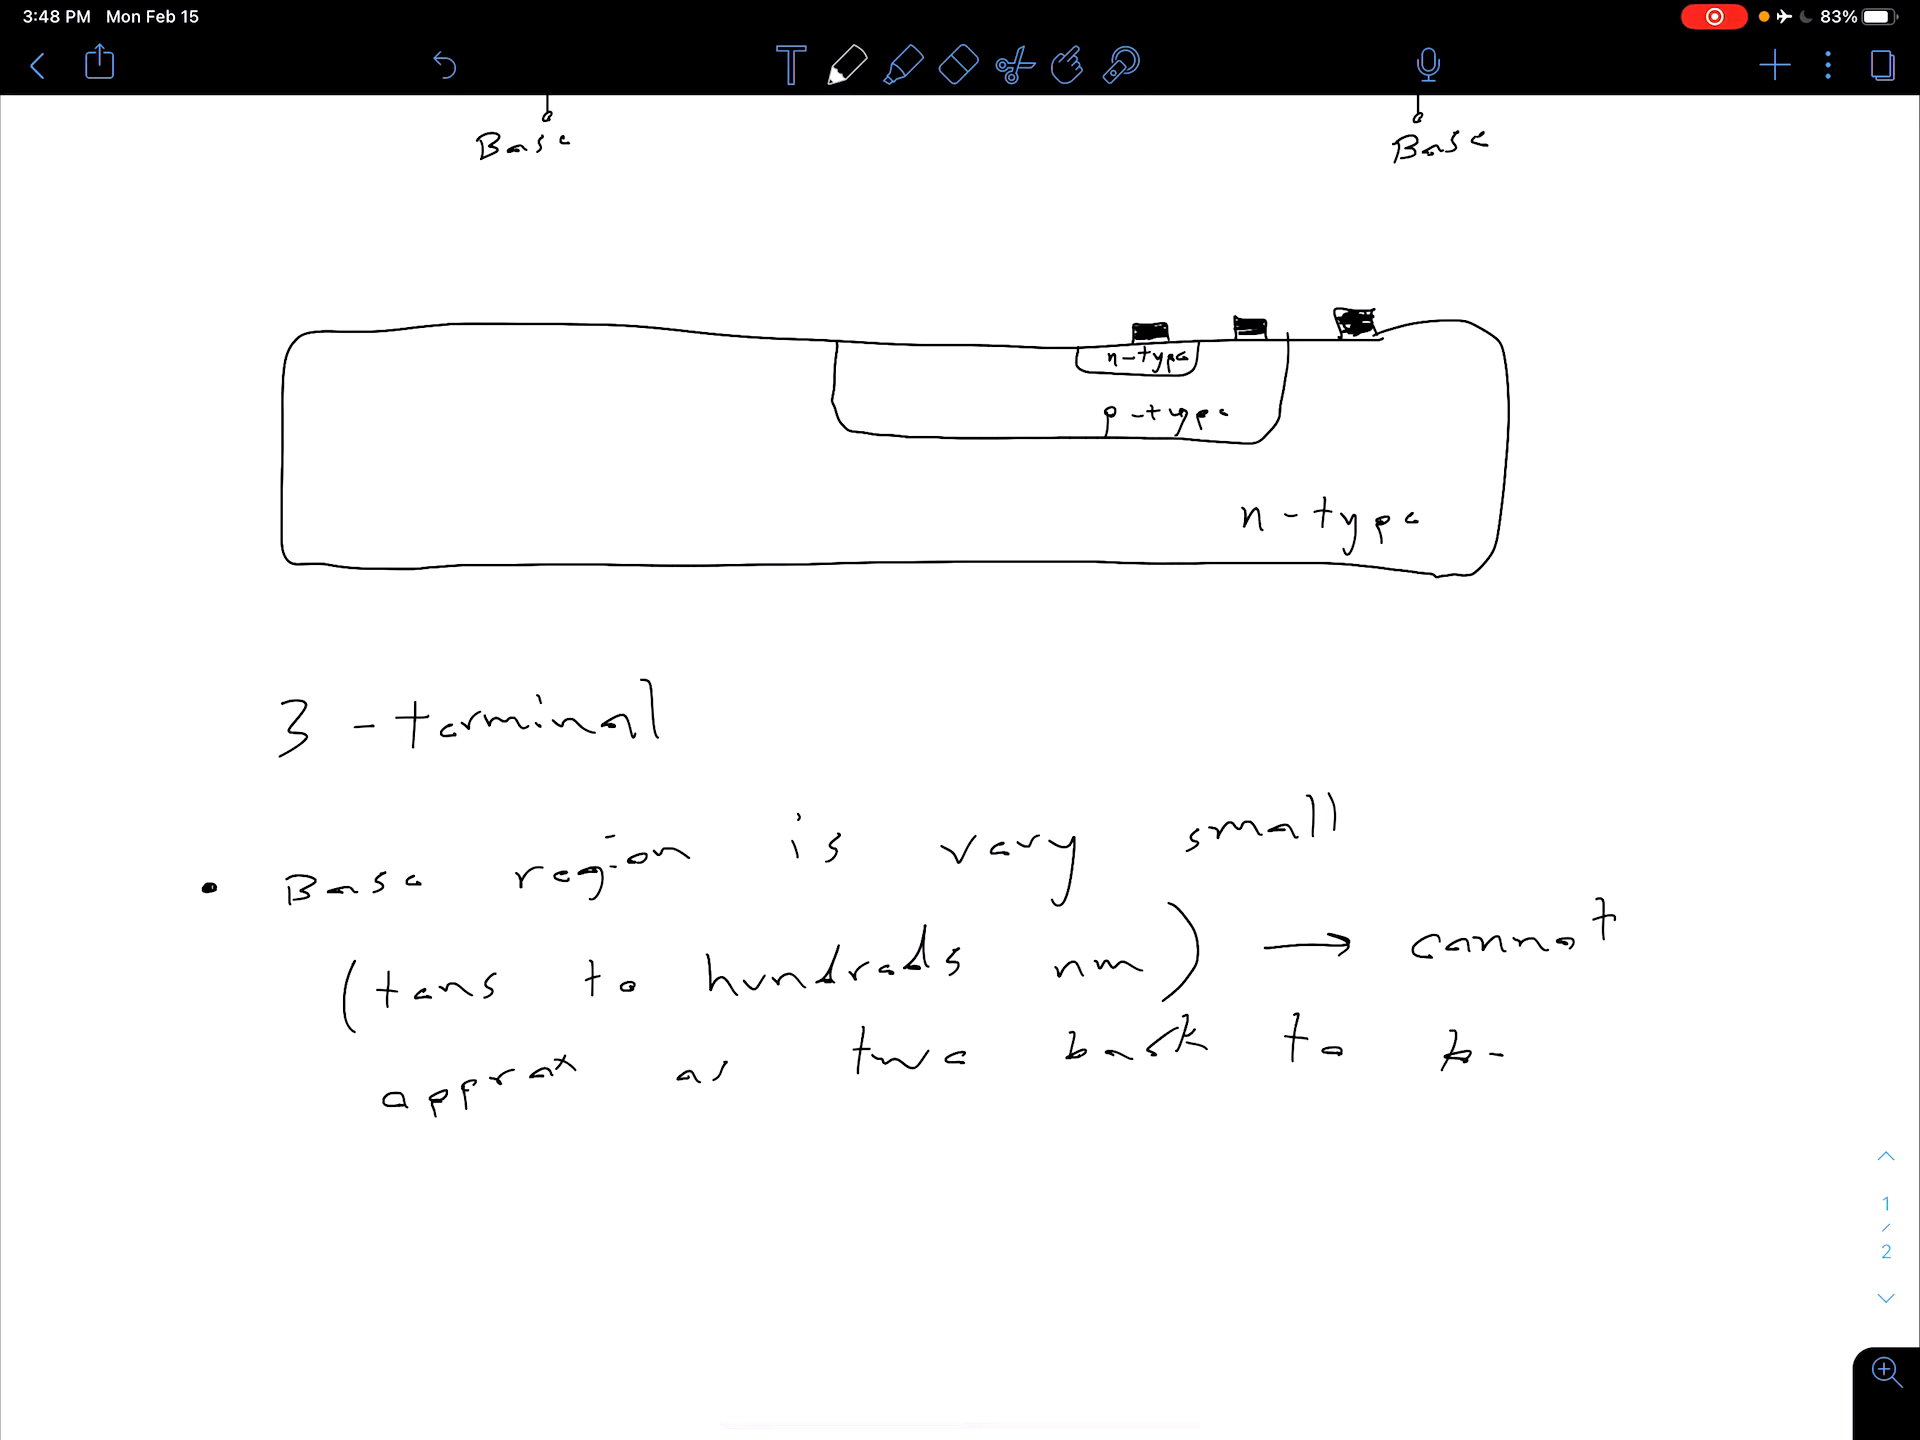 3:48 PM Mon Feb 15
83%
Base
Base
n-type
p-type
n-type
3-terminal
• Base region is very small
(tens to hundreds nm) → cannot
approx as two back to
1
/
2